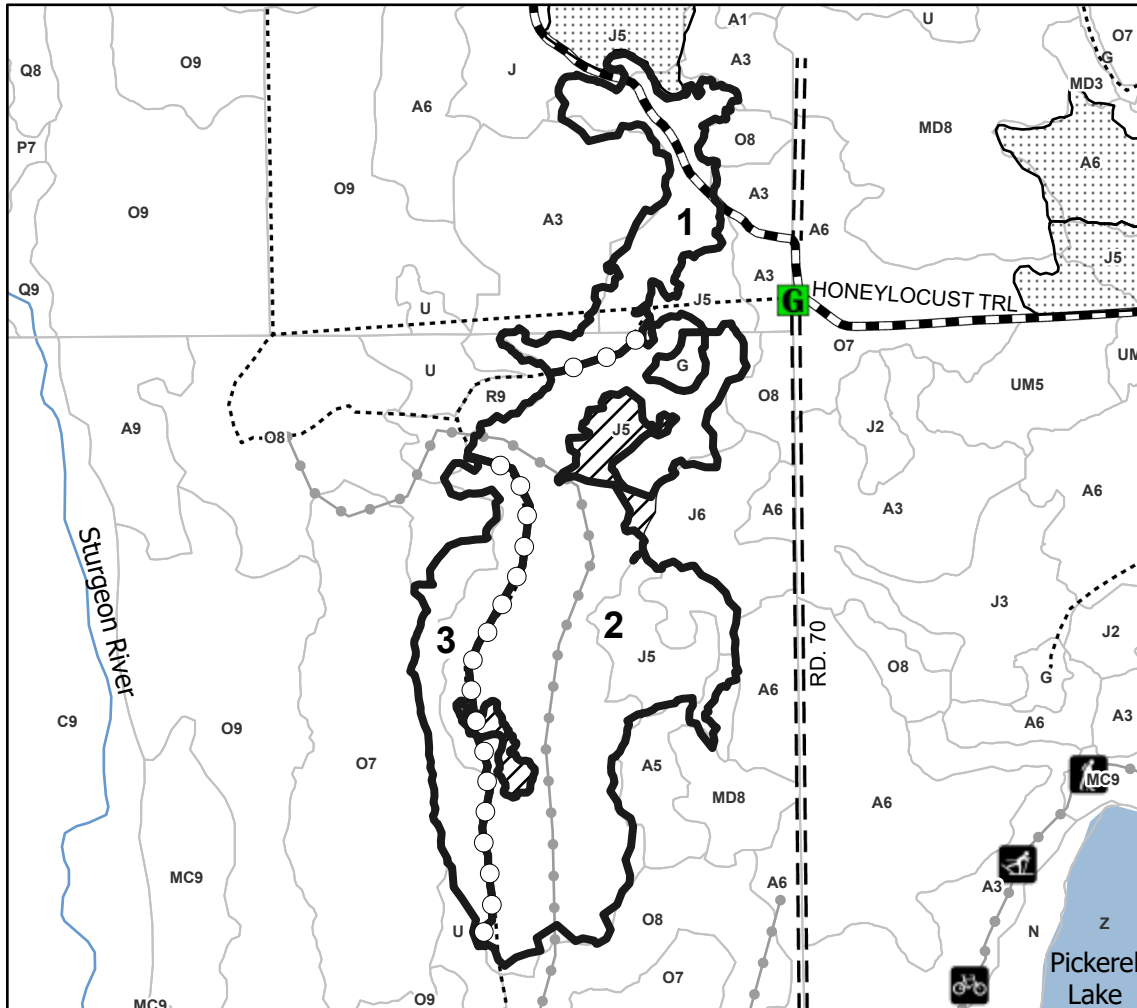 A1
U
O7
J5
G
A3
Q8
O9
J
MD3
A6
MD8
O8
P7
A6
O9
A3
O9
1
A3
A6
A3
J5
Q9
A3
J5
HONEYLOCUST TRL
G
U
O7
UM
U
G
UM5
R9
O8
A9
J2
O8
J5
A6
J6
A6
A3
Sturgeon River
J3
2
3
RD. 70
J2
J5
O8
G
A6
C9
O9
A6
A3
O7
A5
MC9
MD8
A6
MC9
A6
A3
O8
U
N
Z
Pickerel
Lake
O7
O9
MC9